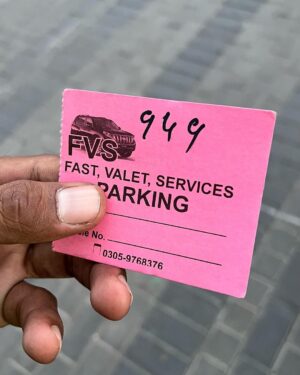 949
FVS
FAST, VALET, SERVICES
PARKING
No.
0305-9768376